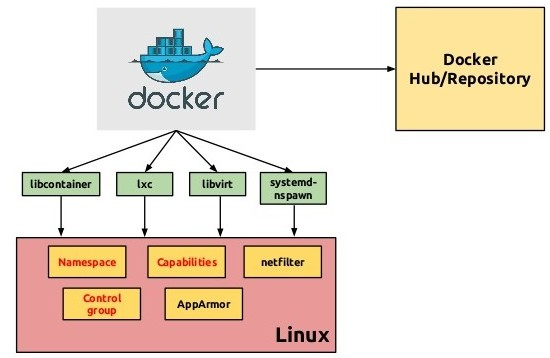 docker
Docker
Hub/Repository
libcontainer
lxc
libvirt
systemd-
nspawn
Namespace
Capabilities
netfilter
Control
group
AppArmor
Linux